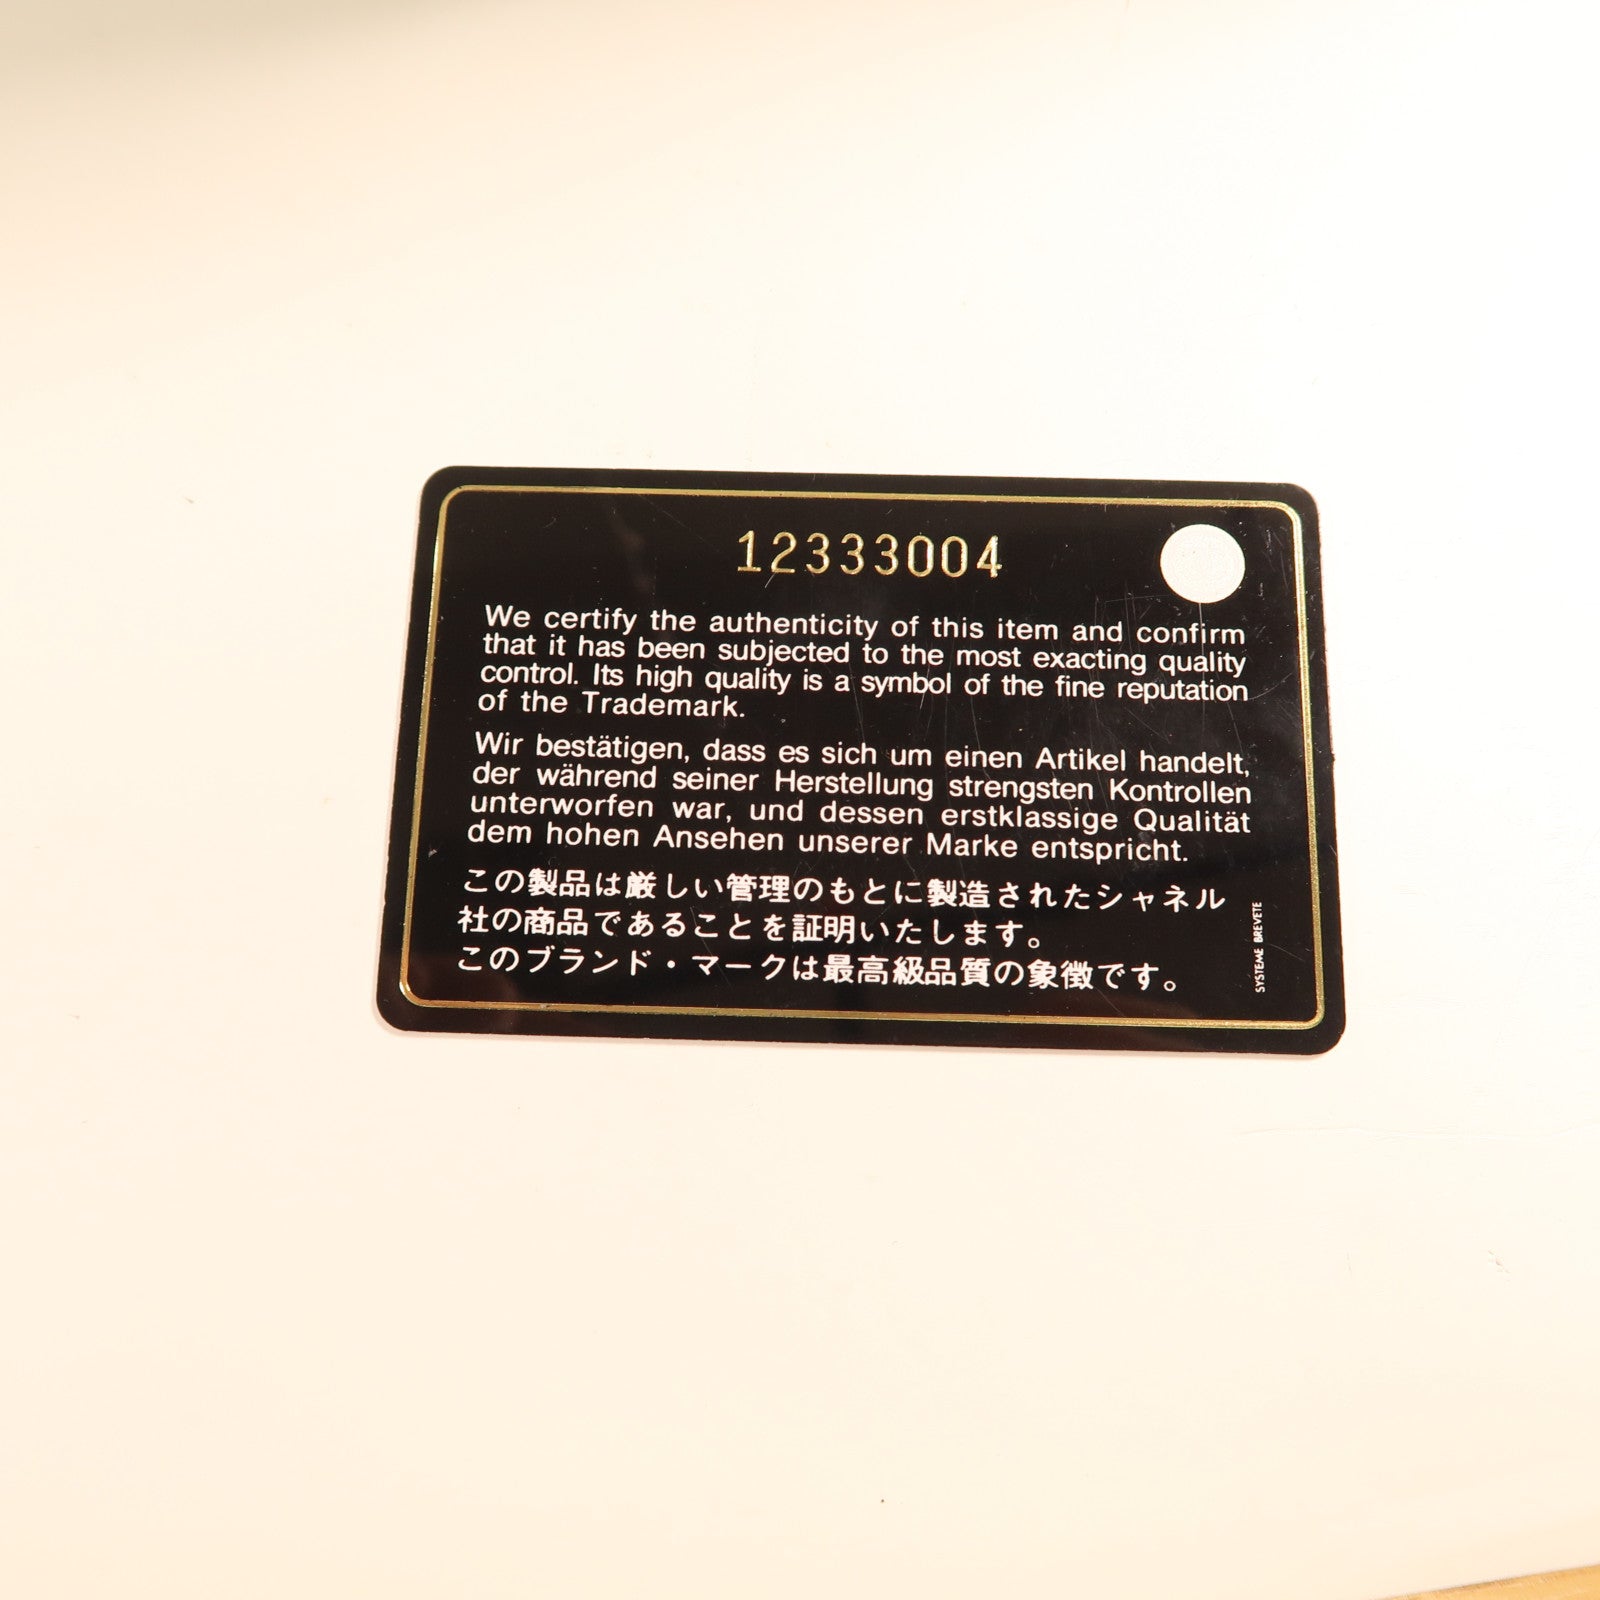 12333004
We certify the authenticity of this item and confirm
that it has been subjected to the most exacting quality
control. Its high quality is a symbol of the fine reputation
of the Trademark.
Wir bestätigen, dass es sich um einen Artikel handelt,
der während seiner Herstellung strengsten Kontrollen
unterworfen war, und dessen erstklassige Qualität
dem hohen Ansehen unserer Marke entspricht.
この製品は厳しい管理のもとに製造されたシャネル
社の商品であることを証明いたします。
このブランド・マークは最高級品質の象徴です。
SYSTEME BREVETE